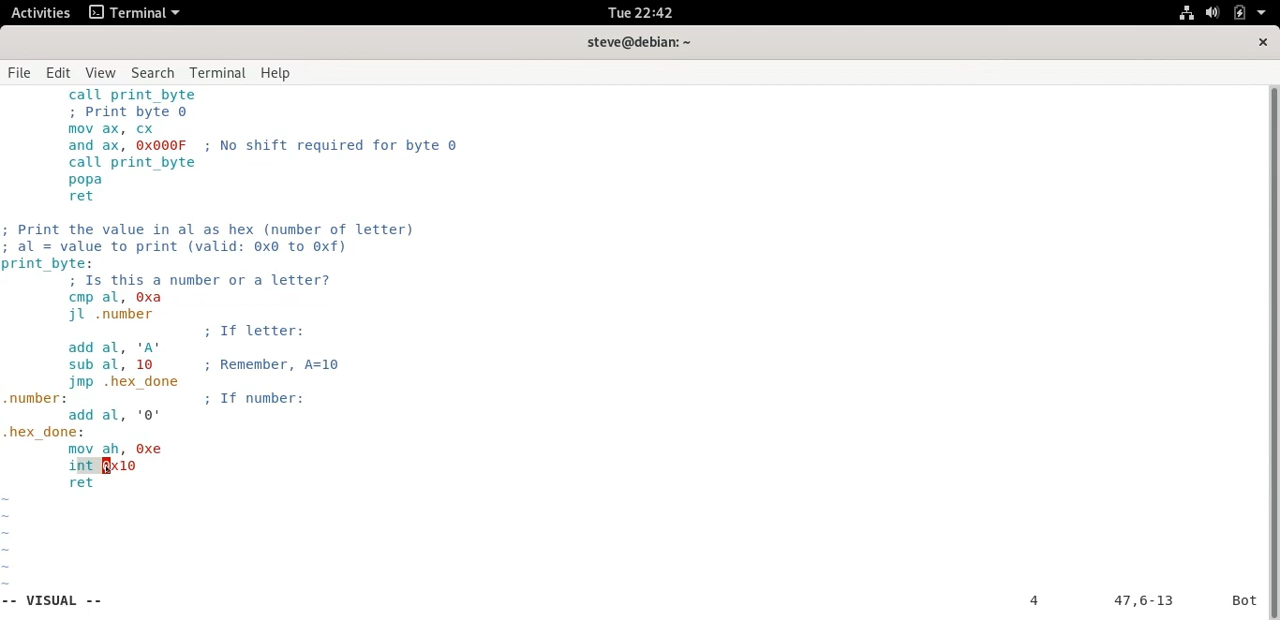 Activities Terminal Tue 22:42
steve@debian: ~ ×
File Edit View Search Terminal Help
call print_byte
; Print byte 0
mov ax, cx
and ax, 0x000F ; No shift required for byte 0
call print_byte
popa
ret
; Print the value in al as hex (number of letter)
; al = value to print (valid: 0x0 to 0xf)
print_byte:
; Is this a number or a letter?
cmp al, 0xa
jl .number
; If letter:
add al, 'A'
sub al, 10 ; Remember, A=10
jmp .hex_done
.number: ; If number:
add al, '0'
.hex_done:
mov ah, 0xe
int 0x10
ret
~
~
~
~
~
~
-- VISUAL -- 4 47,6-13 Bot